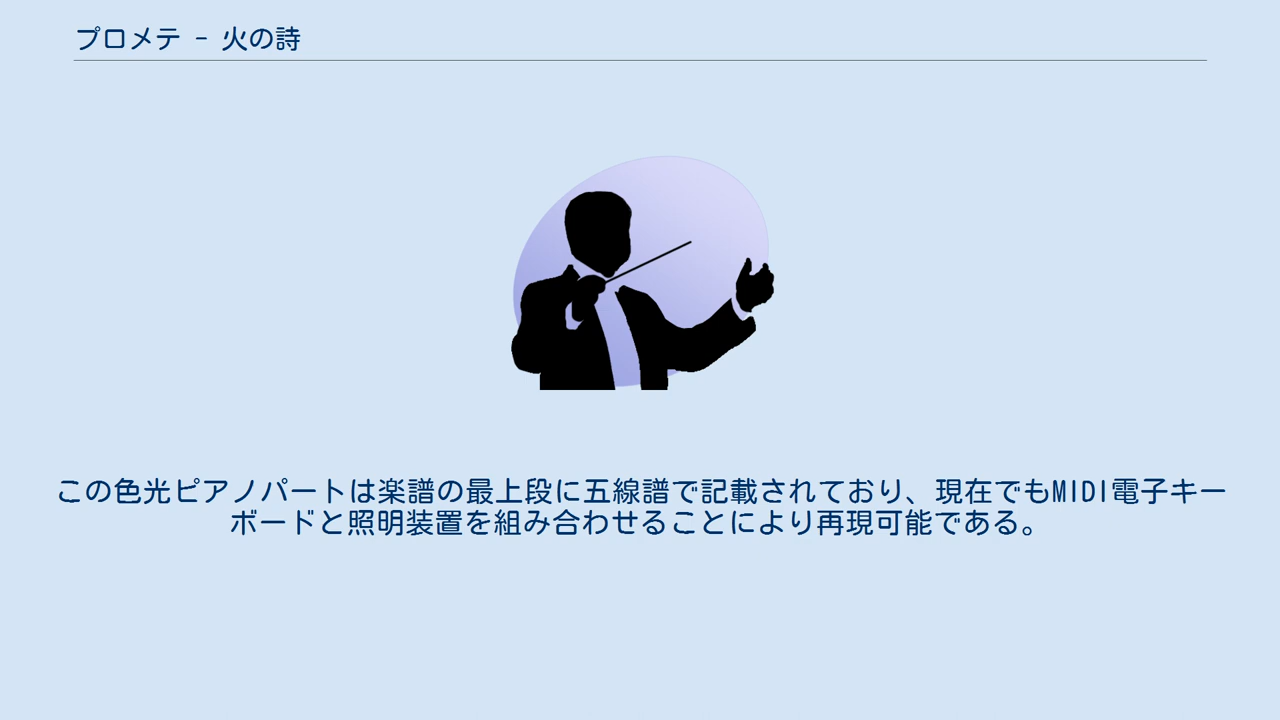 プロメテ - 火の詩
この色光ピアノパートは楽譜の最上段に五線譜で記載されており、現在でもMIDI電子キー
ボードと照明装置を組み合わせることにより再現可能である。